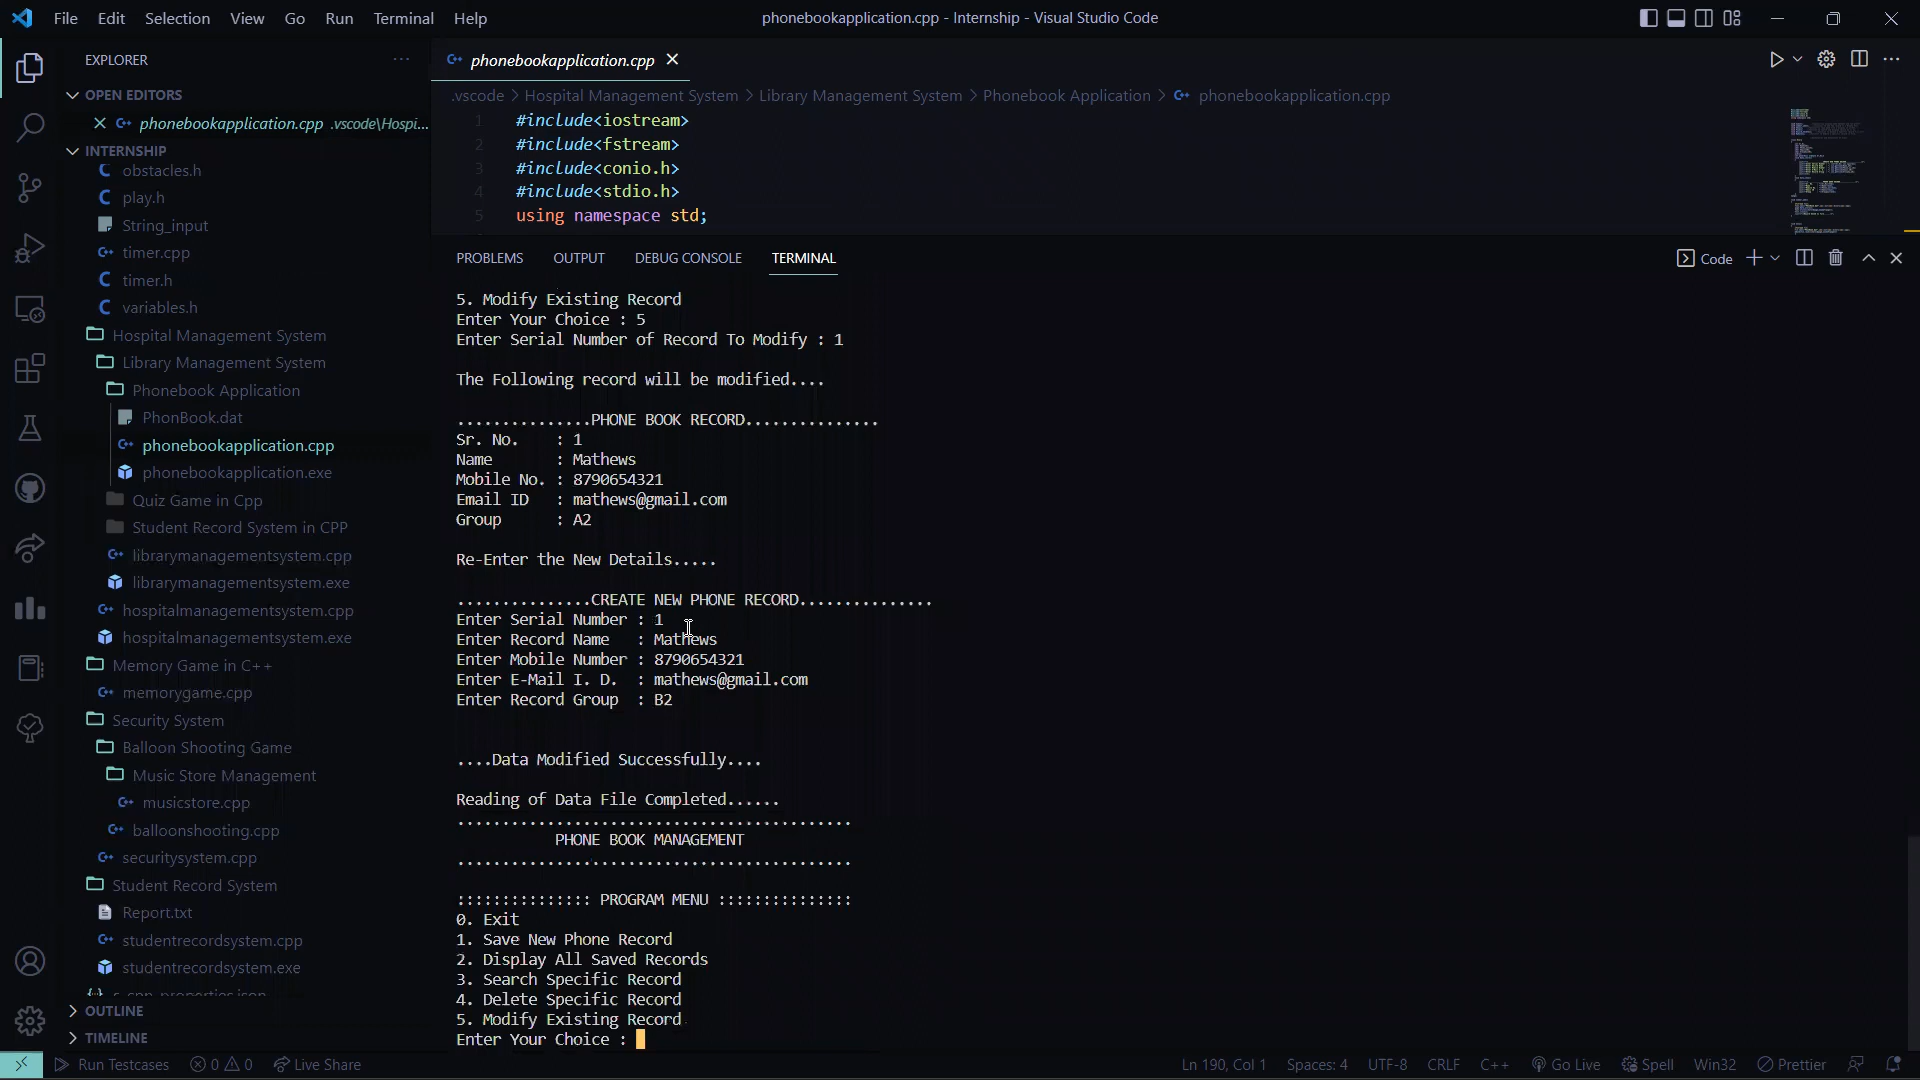 File Edit Selection View Go Run Terminal Help
phonebookapplication.cpp - Internship - Visual Studio Code
EXPLORER
OPEN EDITORS
phonebookapplication.cpp .vscode\Hospi...
INTERNSHIP
obstacles.h
play.h
String_input
timer.cpp
timer.h
variables.h
Hospital Management System
Library Management System
Phonebook Application
PhonBook.dat
phonebookapplication.cpp
phonebookapplication.exe
Quiz Game in Cpp
Student Record System in CPP
librarymanagementsystem.cpp
librarymanagementsystem.exe
hospitalmanagementsystem.cpp
hospitalmanagementsystem.exe
Memory Game in C++
memorygame.cpp
Security System
Balloon Shooting Game
Music Store Management
musicstore.cpp
balloonshooting.cpp
securitysystem.cpp
Student Record System
Report.txt
studentrecordsystem.cpp
studentrecordsystem.exe
OUTLINE
TIMELINE
phonebookapplication.cpp
.vscode > Hospital Management System > Library Management System > Phonebook Application > phonebookapplication.cpp
1 #include<iostream>
2 #include<fstream>
3 #include<conio.h>
4 #include<stdio.h>
5 using namespace std;
PROBLEMS OUTPUT DEBUG CONSOLE TERMINAL
Code
5. Modify Existing Record
Enter Your Choice : 5
Enter Serial Number of Record To Modify : 1
The Following record will be modified....
...............PHONE BOOK RECORD...............
Sr. No. : 1
Name : Mathews
Mobile No. : 8790654321
Email ID : mathews@gmail.com
Group : A2
Re-Enter the New Details.....
...............CREATE NEW PHONE RECORD...............
Enter Serial Number : 1
Enter Record Name : Mathews
Enter Mobile Number : 8790654321
Enter E-Mail I. D. : mathews@gmail.com
Enter Record Group : B2
....Data Modified Successfully....
Reading of Data File Completed......
............................................
PHONE BOOK MANAGEMENT
............................................
::::::::::::::: PROGRAM MENU :::::::::::::::
0. Exit
1. Save New Phone Record
2. Display All Saved Records
3. Search Specific Record
4. Delete Specific Record
5. Modify Existing Record
Enter Your Choice :
Run Testcases 0 0 Live Share
Ln 190, Col 1 Spaces: 4 UTF-8 CRLF C++ Go Live Spell Win32 Prettier